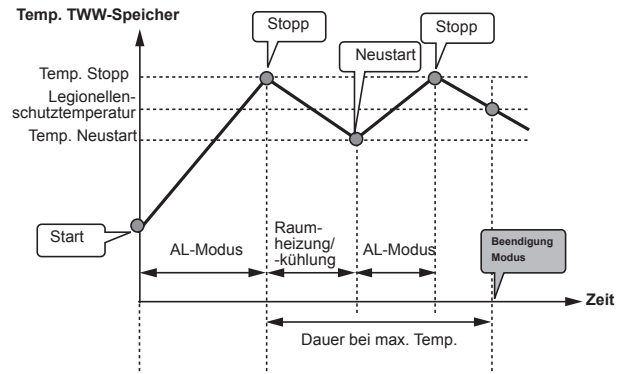 Temp. TWW-Speicher
Stopp
Stopp
Neustart
Temp. Stopp
Legionellen-
schutztemperatur
Temp. Neustart
Start
AL-Modus
Raum-
heizung/
-kühlung
AL-Modus
Beendigung
Modus
Zeit
Dauer bei max. Temp.